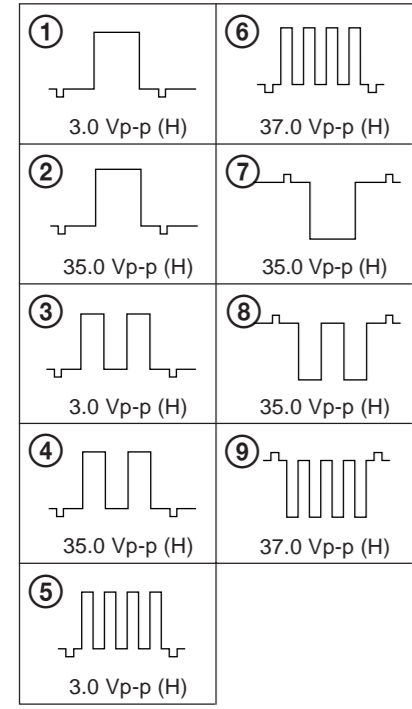 ①
3.0 Vp-p (H)
②
35.0 Vp-p (H)
③
3.0 Vp-p (H)
④
35.0 Vp-p (H)
⑤
3.0 Vp-p (H)
⑥
37.0 Vp-p (H)
⑦
35.0 Vp-p (H)
⑧
35.0 Vp-p (H)
⑨
37.0 Vp-p (H)